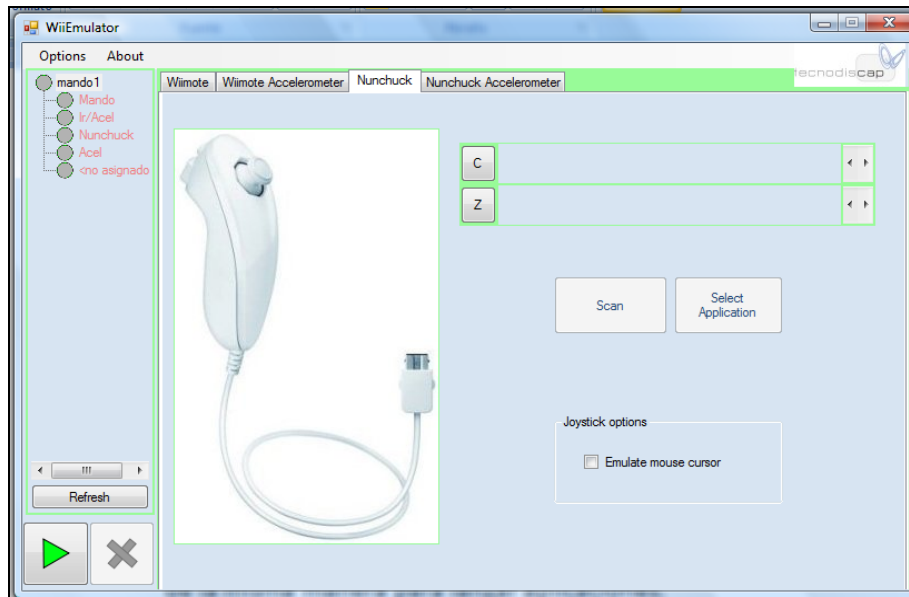 WiiEmulator
Options About
tecnodiscap
mando1
Mando
Ir/Acel
Nunchuck
Acel
<no asignado
Refresh
Wiimote Wiimote Accelerometer Nunchuck Nunchuck Accelerometer
C
Z
Scan
Select
Application
Joystick options
Emulate mouse cursor